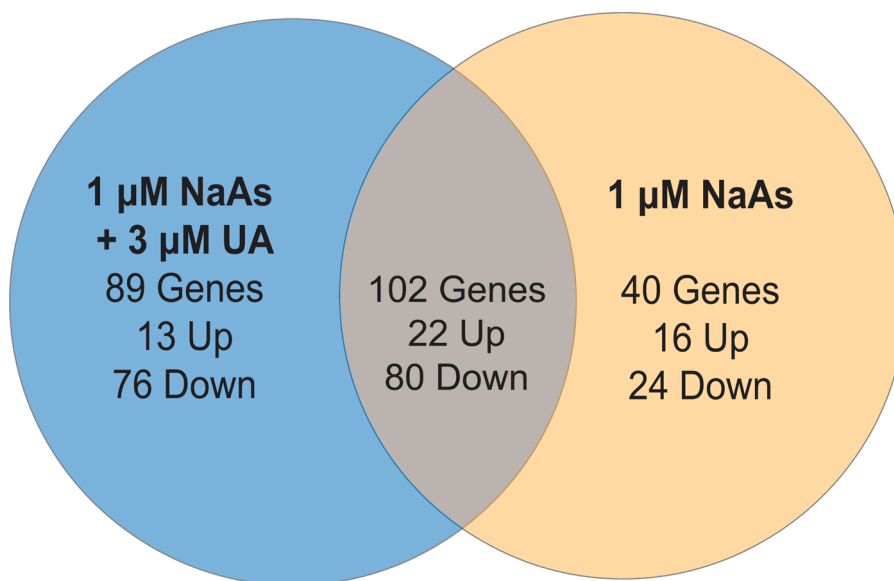 1 µM NaAs
+ 3 µM UA
89 Genes
13 Up
76 Down
102 Genes
22 Up
80 Down
1 µM NaAs
40 Genes
16 Up
24 Down